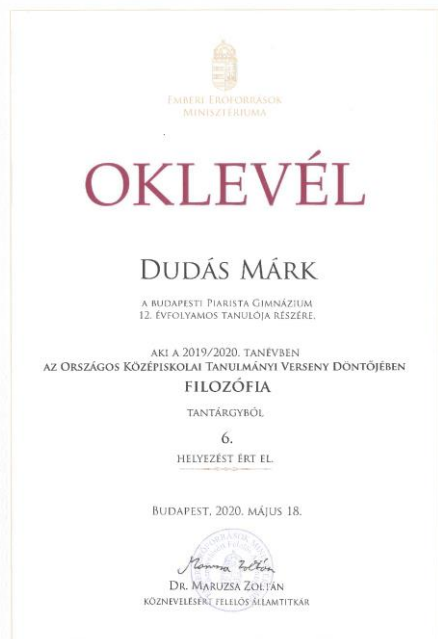 EMBERI ERŐFORRÁSOK
MINISZTÉRIUMA
OKLEVÉL
DUDÁS MÁRK
A BUDAPESTI PIARISTA GIMNÁZIUM
12. ÉVFOLYAMOS TANULÓJA RÉSZÉRE,
AKI A 2019/2020. TANÉVBEN
AZ ORSZÁGOS KÖZÉPISKOLAI TANULMÁNYI VERSENY DÖNTŐJÉBEN
FILOZÓFIA
TANTÁRGYBÓL
6.
HELYEZÉST ÉRT EL.
BUDAPEST, 2020. MÁJUS 18.
DR. MARUZSA ZOLTÁN
KÖZNEVELÉSÉRT FELELŐS ÁLLAMTITKÁR